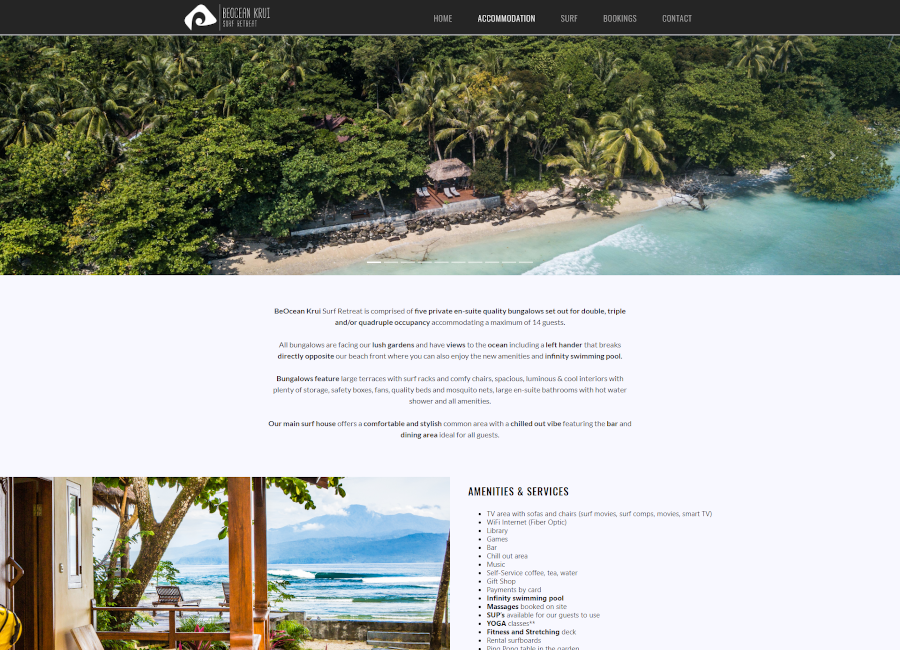 BEOCEAN KRUI
SURF RETREAT
HOME
ACCOMMODATION
SURF
BOOKINGS
CONTACT
BeOcean Krui Surf Retreat is comprised of five private en-suite quality bungalows set out for double, triple
and/or quadruple occupancy accommodating a maximum of 14 guests.
All bungalows are facing our lush gardens and have views to the ocean including a left hander that breaks
directly opposite our beach front where you can also enjoy the new amenities and infinity swimming pool.
Bungalows feature large terraces with surf racks and comfy chairs, spacious, luminous & cool interiors with
plenty of storage, safety boxes, fans, quality beds and mosquito nets, large en-suite bathrooms with hot water
shower and all amenities.
Our main surf house offers a comfortable and stylish common area with a chilled out vibe featuring the bar and
dining area ideal for all guests.
AMENITIES & SERVICES
TV area with sofas and chairs (surf movies, surf comps, movies, smart TV)
WiFi Internet (Fiber Optic)
Library
Games
Bar
Chill out area
Music
Self-Service coffee, tea, water
Gift Shop
Payments by card
Infinity swimming pool
Massages booked on site
SUP's available for our guests to use
YOGA classes**
Fitness and Stretching deck
Rental surfboards
Ping Pong table in the garden